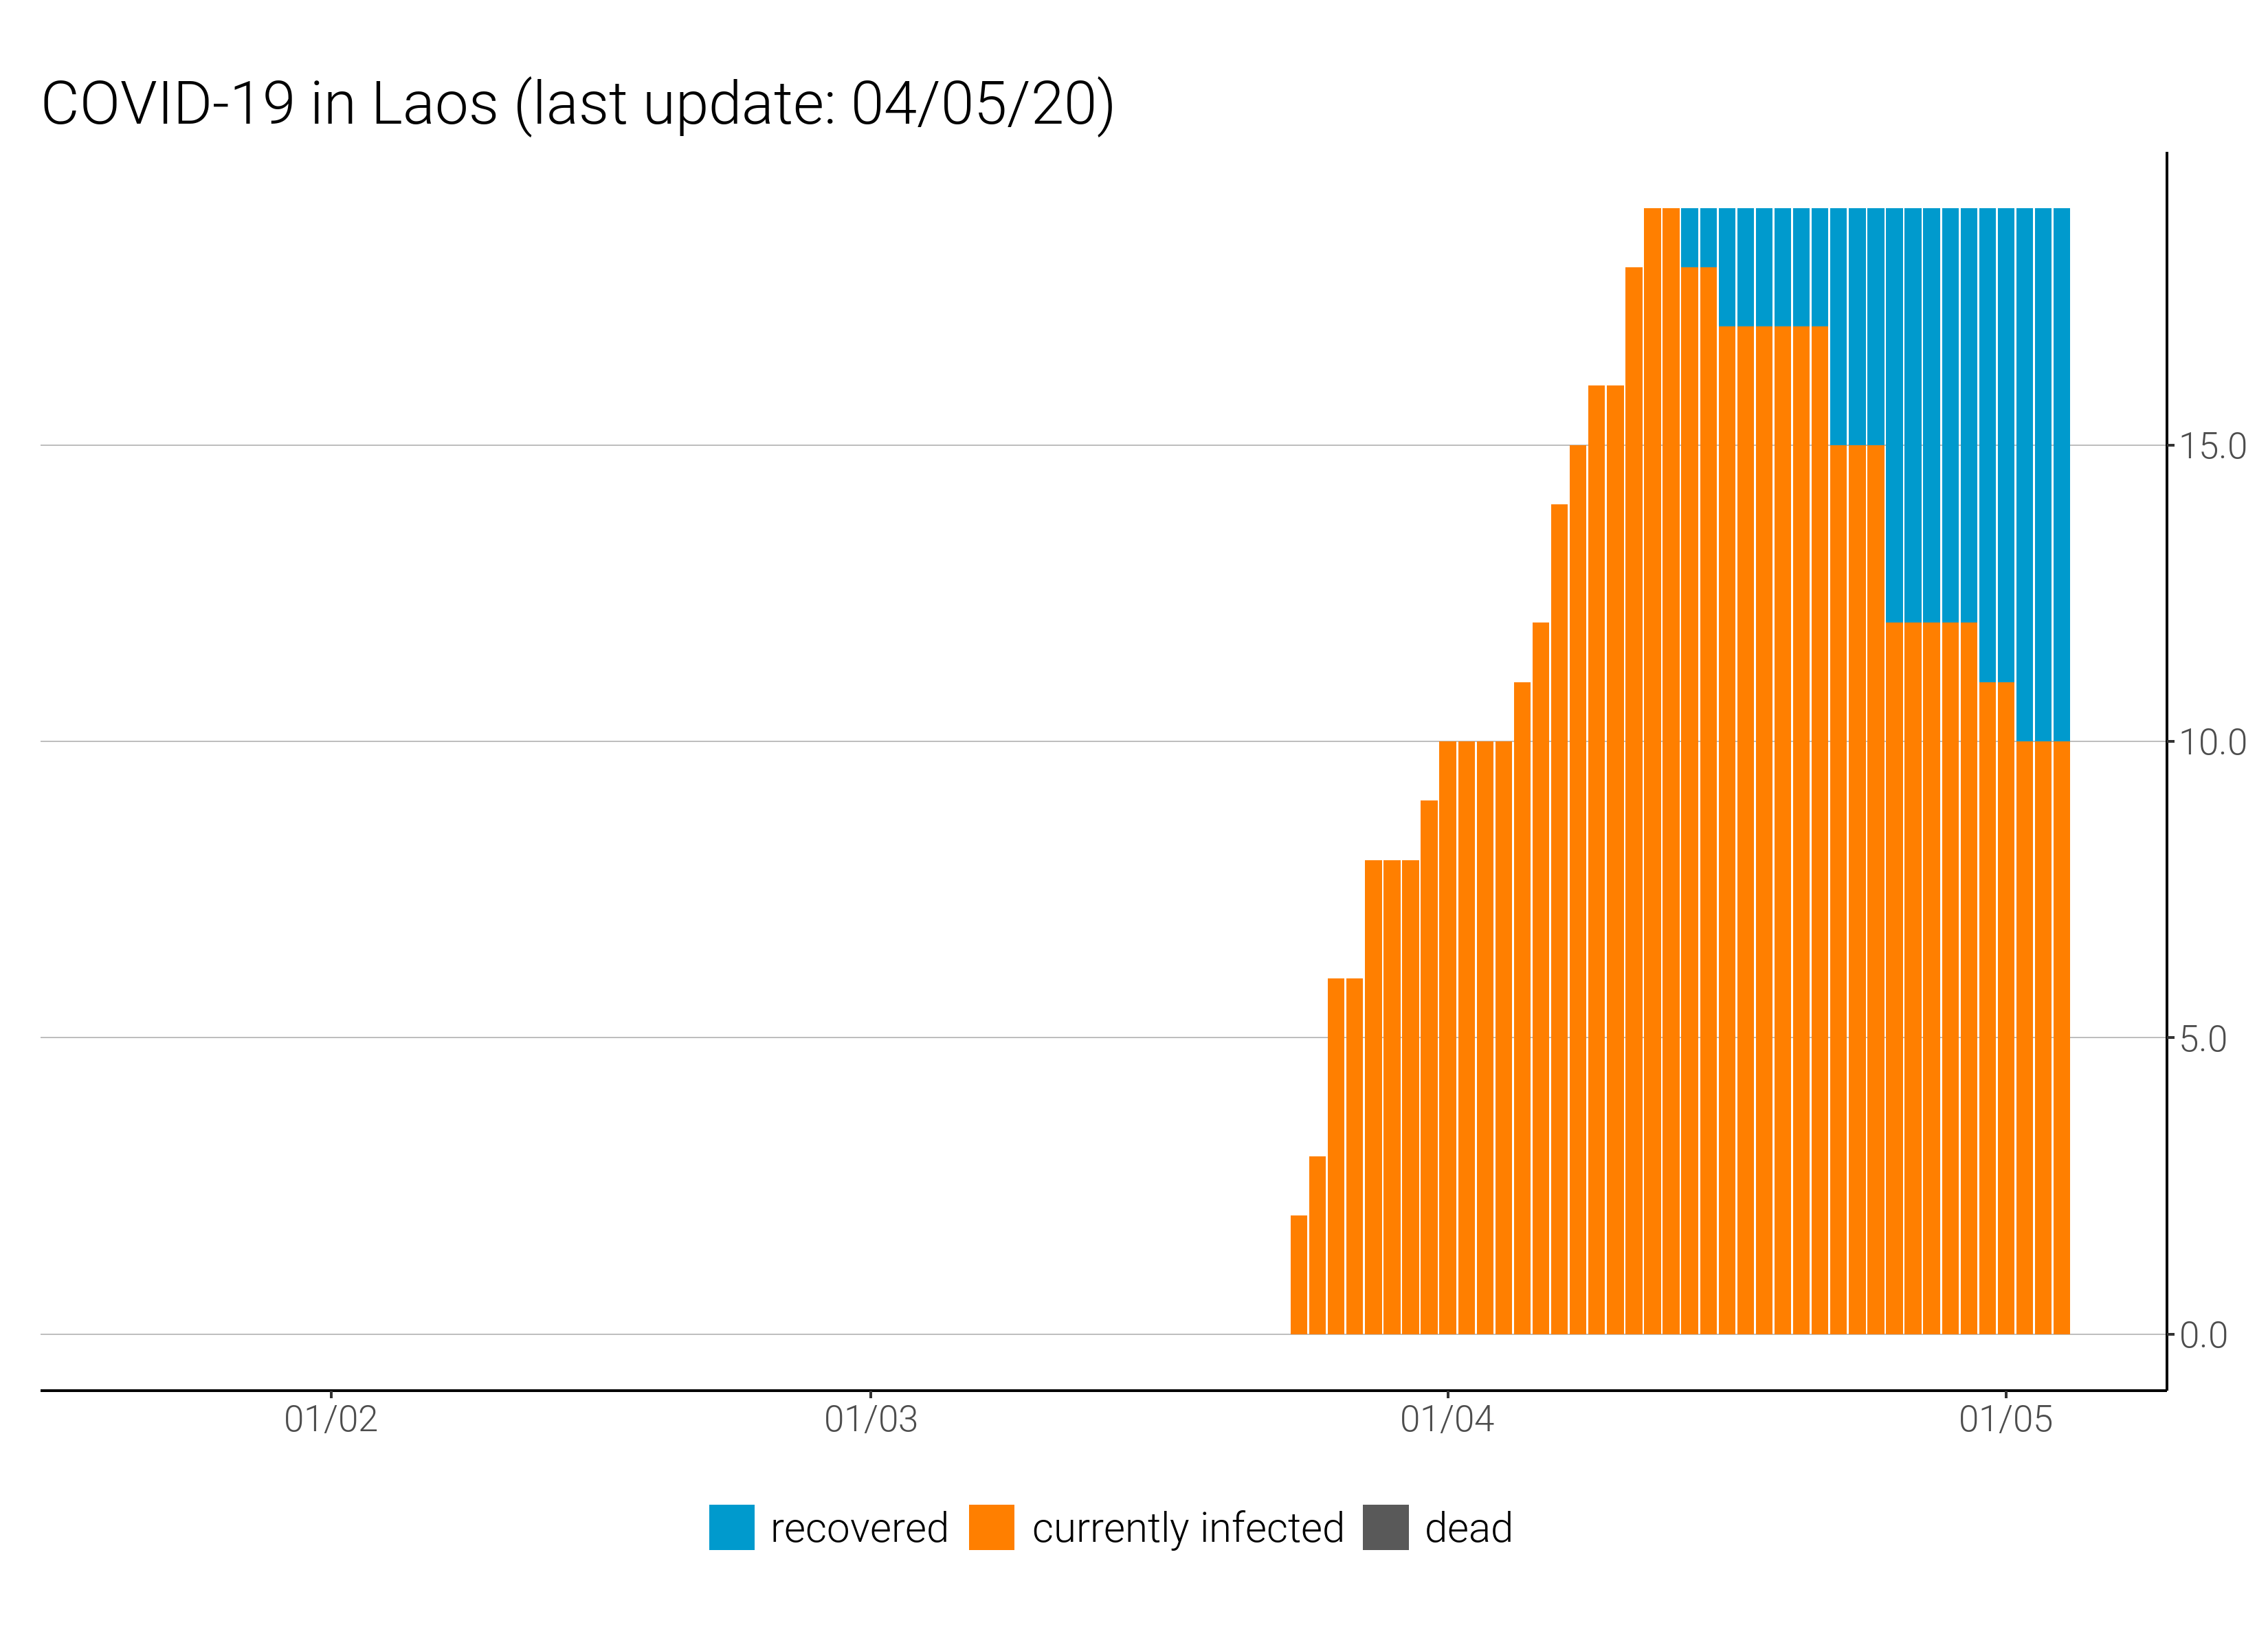 COVID-19 in Laos (last update: 04/05/20)
15.0
10.0
5.0
0.0
01/02 01/03 01/04 01/05
recovered currently infected dead